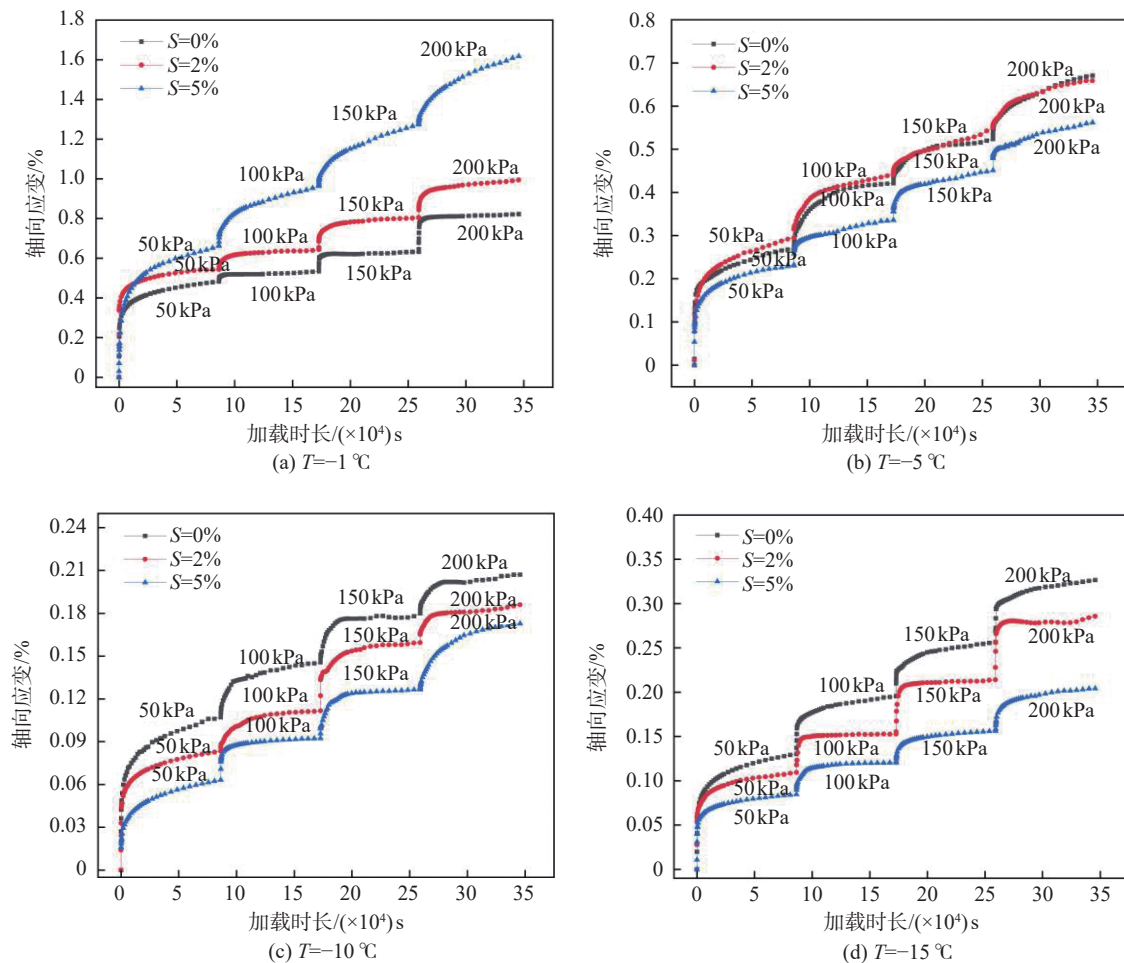 1.8
1.6
1.4
1.2
1.0
0.8
0.6
0.4
0.2
0
轴向应变/%
S=0%
S=2%
S=5%
200 kPa
150 kPa
100 kPa
50 kPa
200 kPa
150 kPa
100 kPa
50 kPa
200 kPa
150 kPa
100 kPa
50 kPa
0 5 10 15 20 25 30 35
加载时长/(×10⁴) s
(a) T=−1 ℃
0.8
0.7
0.6
0.5
0.4
0.3
0.2
0.1
0
轴向应变/%
S=0%
S=2%
S=5%
200 kPa
150 kPa
100 kPa
50 kPa
200 kPa
150 kPa
100 kPa
50 kPa
200 kPa
150 kPa
100 kPa
50 kPa
0 5 10 15 20 25 30 35
加载时长/(×10⁴) s
(b) T=−5 ℃
0.24
0.21
0.18
0.15
0.12
0.09
0.06
0.03
0
轴向应变/%
S=0%
S=2%
S=5%
200 kPa
150 kPa
100 kPa
50 kPa
200 kPa
150 kPa
100 kPa
50 kPa
200 kPa
150 kPa
100 kPa
50 kPa
0 5 10 15 20 25 30 35
加载时长/(×10⁴) s
(c) T=−10 ℃
0.40
0.35
0.30
0.25
0.20
0.15
0.10
0.05
0
轴向应变/%
S=0%
S=2%
S=5%
200 kPa
150 kPa
100 kPa
50 kPa
200 kPa
150 kPa
100 kPa
50 kPa
200 kPa
150 kPa
100 kPa
50 kPa
0 5 10 15 20 25 30 35
加载时长/(×10⁴) s
(d) T=−15 ℃